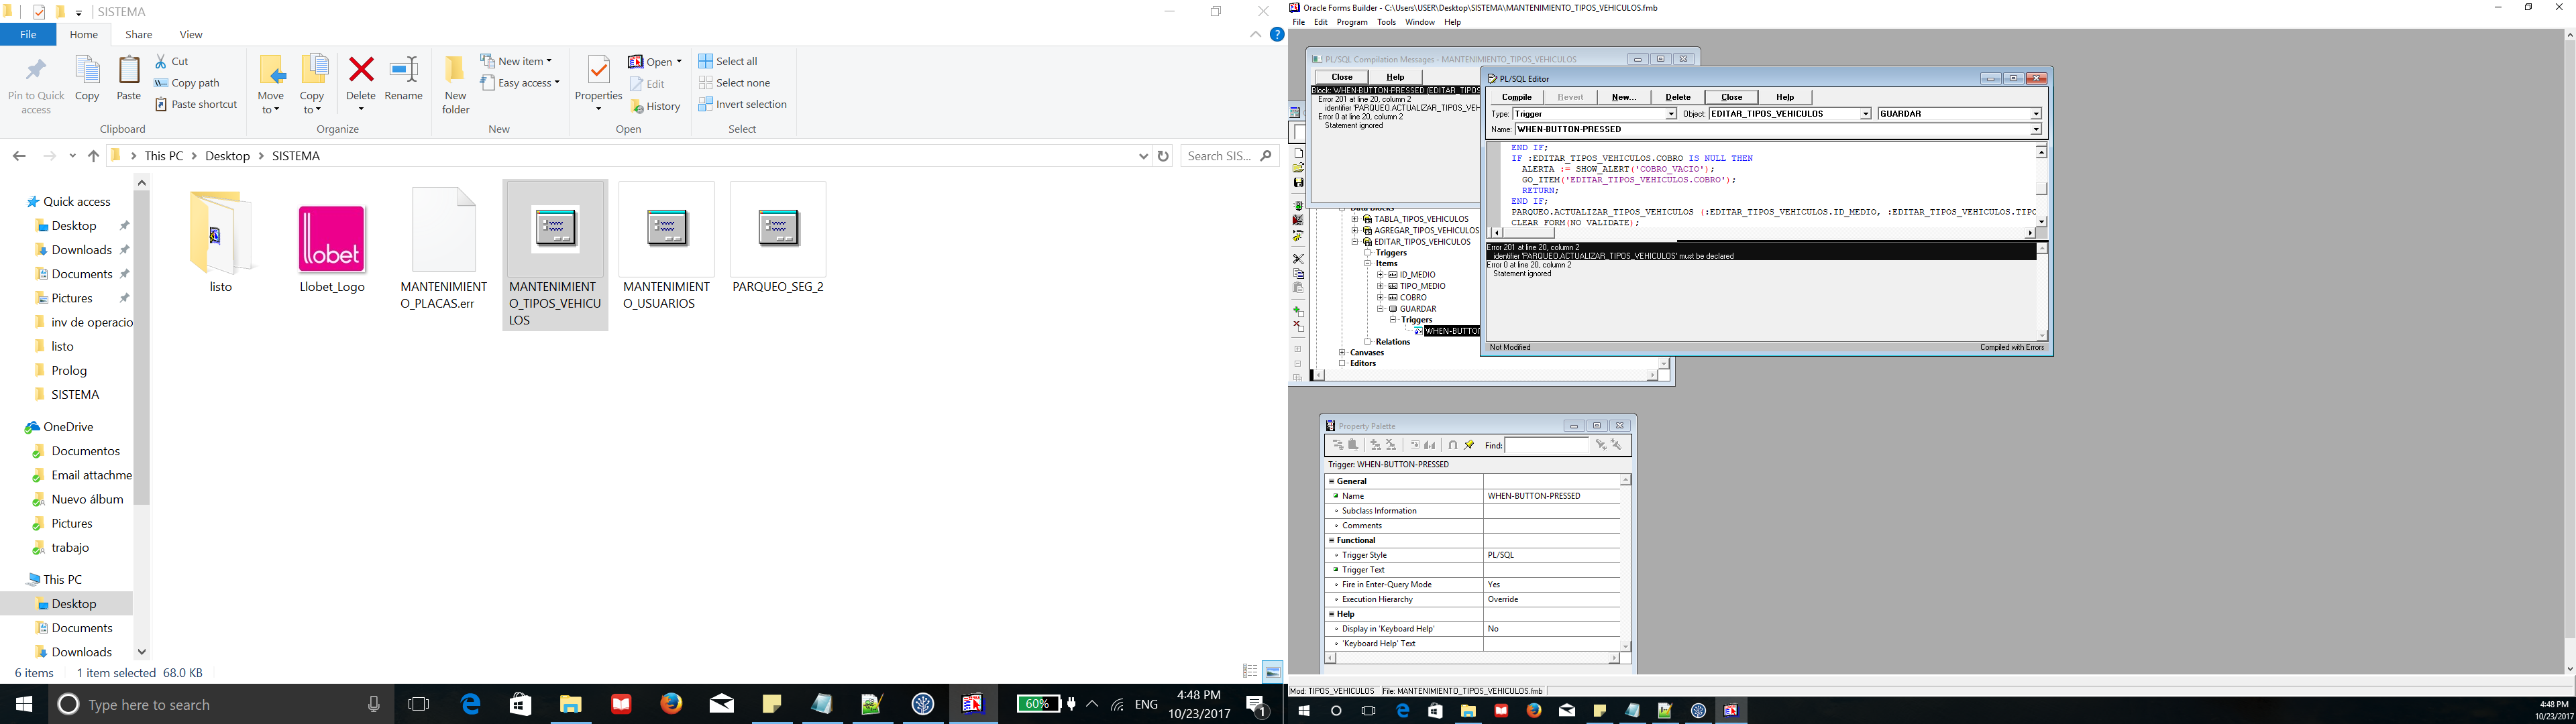 SISTEMA
File Home Share View
Pin to Quick access
Copy
Paste
Cut
Copy path
Paste shortcut
Clipboard
Move to
Copy to
Delete
Rename
Organize
New folder
New item
Easy access
New
Properties
Open
Edit
History
Open
Select all
Select none
Invert selection
Select
This PC > Desktop > SISTEMA
Search SIS...
Quick access
Desktop
Downloads
Documents
Pictures
inv de operacio
listo
Prolog
SISTEMA
OneDrive
Documentos
Email attachme
Nuevo álbum
Pictures
trabajo
This PC
Desktop
Documents
Downloads
llobet
listo
Llobet_Logo
MANTENIMIENT
O_PLACAS.err
MANTENIMIENT
O_TIPOS_VEHICU
LOS
MANTENIMIENT
O_USUARIOS
PARQUEO_SEG_2
6 items 1 item selected 68.0 KB
Type here to search
60%
ENG
4:48 PM
10/23/2017
1
Oracle Forms Builder - C:\Users\USER\Desktop\SISTEMA\MANTENIMIENTO_TIPOS_VEHICULOS.fmb
File Edit Program Tools Window Help
PL/SQL Compilation Messages - MANTENIMIENTO_TIPOS_VEHICULOS
Close Help
Block: WHEN-BUTTON-PRESSED (EDITAR_TIPOS
Error 201 at line 20, column 2
identifier 'PARQUEO.ACTUALIZAR_TIPOS_VEH
Error 0 at line 20, column 2
Statement ignored
PL/SQL Editor
Compile Revert New... Delete Close Help
Type: Trigger Object: EDITAR_TIPOS_VEHICULOS GUARDAR
Name: WHEN-BUTTON-PRESSED
END IF;
IF :EDITAR_TIPOS_VEHICULOS.COBRO IS NULL THEN
ALERTA := SHOW_ALERT('COBRO_VACIO');
GO_ITEM('EDITAR_TIPOS_VEHICULOS.COBRO');
RETURN;
END IF;
PARQUEO.ACTUALIZAR_TIPOS_VEHICULOS (:EDITAR_TIPOS_VEHICULOS.ID_MEDIO, :EDITAR_TIPOS_VEHICULOS.TIPO
CLEAR_FORM(NO_VALIDATE);
Error 201 at line 20, column 2
identifier 'PARQUEO.ACTUALIZAR_TIPOS_VEHICULOS' must be declared
Error 0 at line 20, column 2
Statement ignored
Not Modified Compiled with Errors
Data Blocks
TABLA_TIPOS_VEHICULOS
AGREGAR_TIPOS_VEHICULOS
EDITAR_TIPOS_VEHICULOS
Triggers
Items
ID_MEDIO
TIPO_MEDIO
COBRO
GUARDAR
Triggers
WHEN-BUTTON
Relations
Canvases
Editors
Property Palette
Find:
Trigger: WHEN-BUTTON-PRESSED
General
Name WHEN-BUTTON-PRESSED
Subclass Information
Comments
Functional
Trigger Style PL/SQL
Trigger Text
Fire in Enter-Query Mode Yes
Execution Hierarchy Override
Help
Display in 'Keyboard Help' No
'Keyboard Help' Text
Mod: TIPOS_VEHICULOS File: MANTENIMIENTO_TIPOS_VEHICULOS.fmb
4:48 PM
10/23/2017